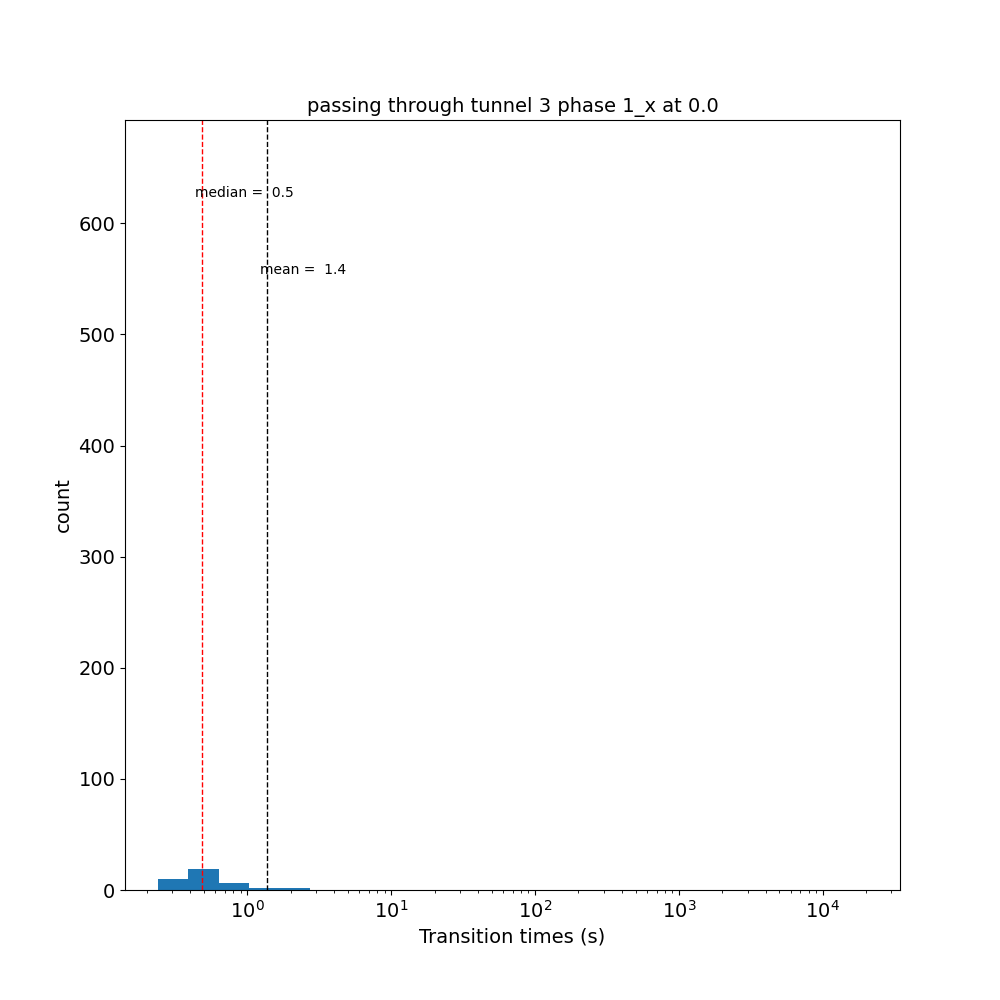 passing through tunnel 3 phase 1_x at 0.0
median =  0.5
mean =  1.4
600
500
400
300
200
100
0
count
10⁰ 10¹ 10² 10³ 10⁴
Transition times (s)